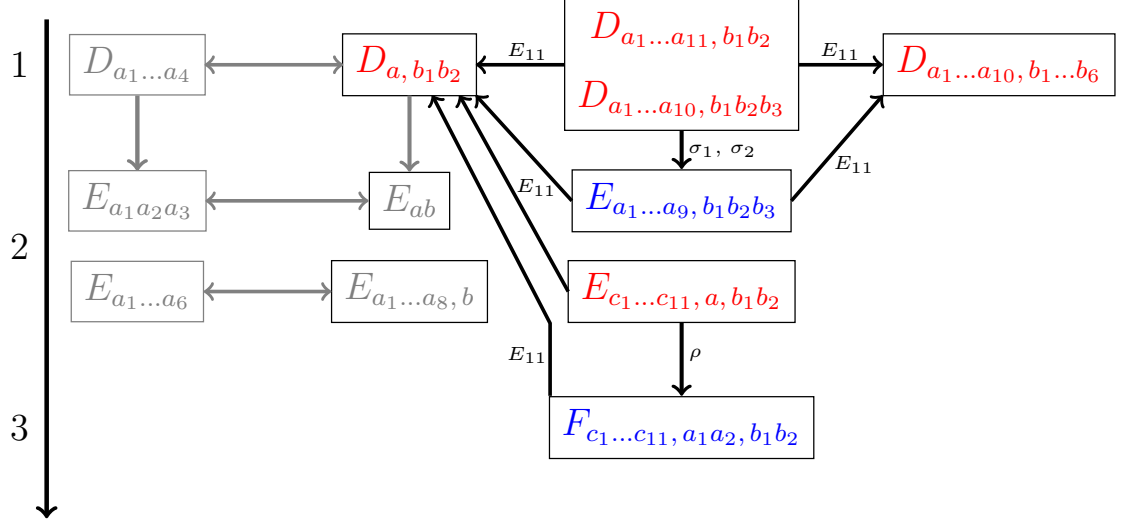 1
D_{a_1...a_4}
D_{a, b_1b_2}
E_{11}
D_{a_1...a_{11}, b_1b_2}
D_{a_1...a_{10}, b_1b_2b_3}
E_{11}
D_{a_1...a_{10}, b_1...b_6}
σ_1, σ_2
E_{11}
E_{11}
E_{a_1a_2a_3}
E_{ab}
E_{a_1...a_9, b_1b_2b_3}
2
E_{a_1...a_6}
E_{a_1...a_8, b}
E_{c_1...c_{11}, a, b_1b_2}
E_{11}
ρ
3
F_{c_1...c_{11}, a_1a_2, b_1b_2}